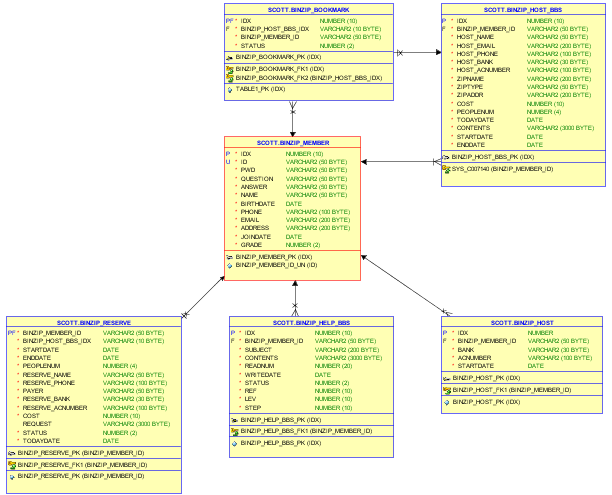 SCOTT.BINZIP_BOOKMARK
PF * IDX NUMBER (10)
F * BINZIP_HOST_BBS_IDX VARCHAR2 (10 BYTE)
* BINZIP_MEMBER_ID VARCHAR2 (50 BYTE)
* STATUS NUMBER (2)
BINZIP_BOOKMARK_PK (IDX)
BINZIP_BOOKMARK_FK1 (IDX)
BINZIP_BOOKMARK_FK2 (BINZIP_HOST_BBS_IDX)
TABLE1_PK (IDX)
SCOTT.BINZIP_HOST_BBS
P * IDX NUMBER (10)
F * BINZIP_MEMBER_ID VARCHAR2 (50 BYTE)
* HOST_NAME VARCHAR2 (50 BYTE)
* HOST_EMAIL VARCHAR2 (200 BYTE)
* HOST_PHONE VARCHAR2 (100 BYTE)
* HOST_BANK VARCHAR2 (30 BYTE)
* HOST_ACNUMBER VARCHAR2 (100 BYTE)
* ZIPNAME VARCHAR2 (200 BYTE)
* ZIPTYPE VARCHAR2 (50 BYTE)
* ZIPADDR VARCHAR2 (200 BYTE)
* COST NUMBER (10)
* PEOPLENUM NUMBER (4)
* TODAYDATE DATE
* CONTENTS VARCHAR2 (3000 BYTE)
* STARTDATE DATE
* ENDDATE DATE
BINZIP_HOST_BBS_PK (IDX)
SYS_C007140 (BINZIP_MEMBER_ID)
SCOTT.BINZIP_MEMBER
P * IDX NUMBER (10)
U * ID VARCHAR2 (50 BYTE)
* PWD VARCHAR2 (50 BYTE)
* QUESTION VARCHAR2 (50 BYTE)
* ANSWER VARCHAR2 (50 BYTE)
* NAME VARCHAR2 (50 BYTE)
* BIRTHDATE DATE
* PHONE VARCHAR2 (100 BYTE)
* EMAIL VARCHAR2 (200 BYTE)
* ADDRESS VARCHAR2 (200 BYTE)
* JOINDATE DATE
* GRADE NUMBER (2)
BINZIP_MEMBER_PK (IDX)
BINZIP_MEMBER_ID_UN (ID)
SCOTT.BINZIP_RESERVE
PF * BINZIP_MEMBER_ID VARCHAR2 (50 BYTE)
* BINZIP_HOST_BBS_IDX VARCHAR2 (10 BYTE)
* STARTDATE DATE
* ENDDATE DATE
* PEOPLENUM NUMBER (4)
* RESERVE_NAME VARCHAR2 (50 BYTE)
* RESERVE_PHONE VARCHAR2 (100 BYTE)
* PAYER VARCHAR2 (50 BYTE)
* RESERVE_BANK VARCHAR2 (30 BYTE)
* RESERVE_ACNUMBER VARCHAR2 (100 BYTE)
* COST NUMBER (10)
REQUEST VARCHAR2 (3000 BYTE)
* STATUS NUMBER (2)
* TODAYDATE DATE
BINZIP_RESERVE_PK (BINZIP_MEMBER_ID)
BINZIP_RESERVE_FK1 (BINZIP_MEMBER_ID)
BINZIP_RESERVE_PK (BINZIP_MEMBER_ID)
SCOTT.BINZIP_HELP_BBS
P * IDX NUMBER (10)
F * BINZIP_MEMBER_ID VARCHAR2 (50 BYTE)
* SUBJECT VARCHAR2 (200 BYTE)
* CONTENTS VARCHAR2 (3000 BYTE)
* READNUM NUMBER (20)
* WRITEDATE DATE
* STATUS NUMBER (2)
* REF NUMBER (10)
* LEV NUMBER (10)
* STEP NUMBER (10)
BINZIP_HELP_BBS_PK (IDX)
BINZIP_HELP_BBS_FK1 (BINZIP_MEMBER_ID)
BINZIP_HELP_BBS_PK (IDX)
SCOTT.BINZIP_HOST
P * IDX NUMBER
F * BINZIP_MEMBER_ID VARCHAR2 (50 BYTE)
* BANK VARCHAR2 (30 BYTE)
* ACNUMBER VARCHAR2 (100 BYTE)
* STARTDATE DATE
BINZIP_HOST_PK (IDX)
BINZIP_HOST_FK1 (BINZIP_MEMBER_ID)
BINZIP_HOST_PK (IDX)